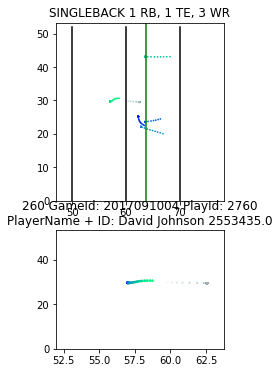 SINGLEBACK 1 RB, 1 TE, 3 WR
50
40
30
20
10
0
50 60 70
260 GameId: 2017091004 PlayId: 2760
PlayerName + ID: David Johnson 2553435.0
40
20
0
52.5 55.0 57.5 60.0 62.5